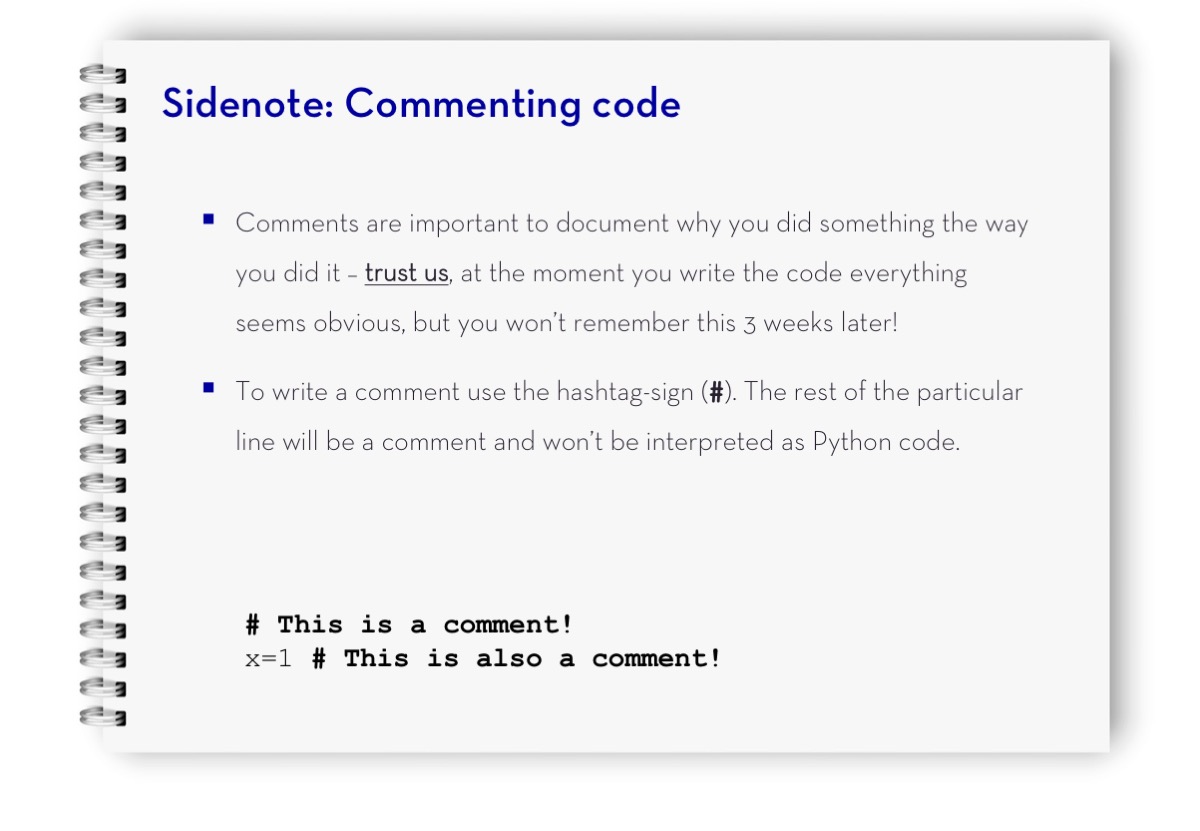 Sidenote: Commenting code
▪ Comments are important to document why you did something the way
you did it – trust us, at the moment you write the code everything
seems obvious, but you won’t remember this 3 weeks later!
▪ To write a comment use the hashtag-sign (#). The rest of the particular
line will be a comment and won’t be interpreted as Python code.
# This is a comment!
x=1 # This is also a comment!